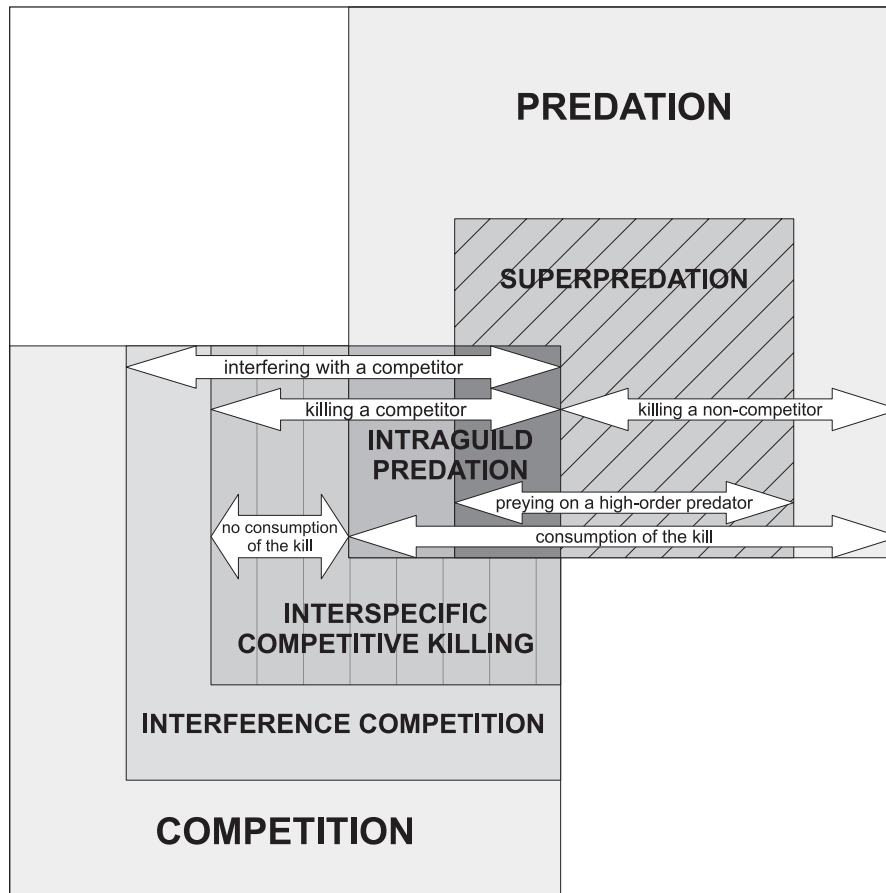 PREDATION
SUPERPREDATION
interfering with a competitor
killing a competitor
killing a non-competitor
INTRAGUILD
PREDATION
preying on a high-order predator
no consumption
of the kill
consumption of the kill
INTERSPECIFIC
COMPETITIVE KILLING
INTERFERENCE COMPETITION
COMPETITION